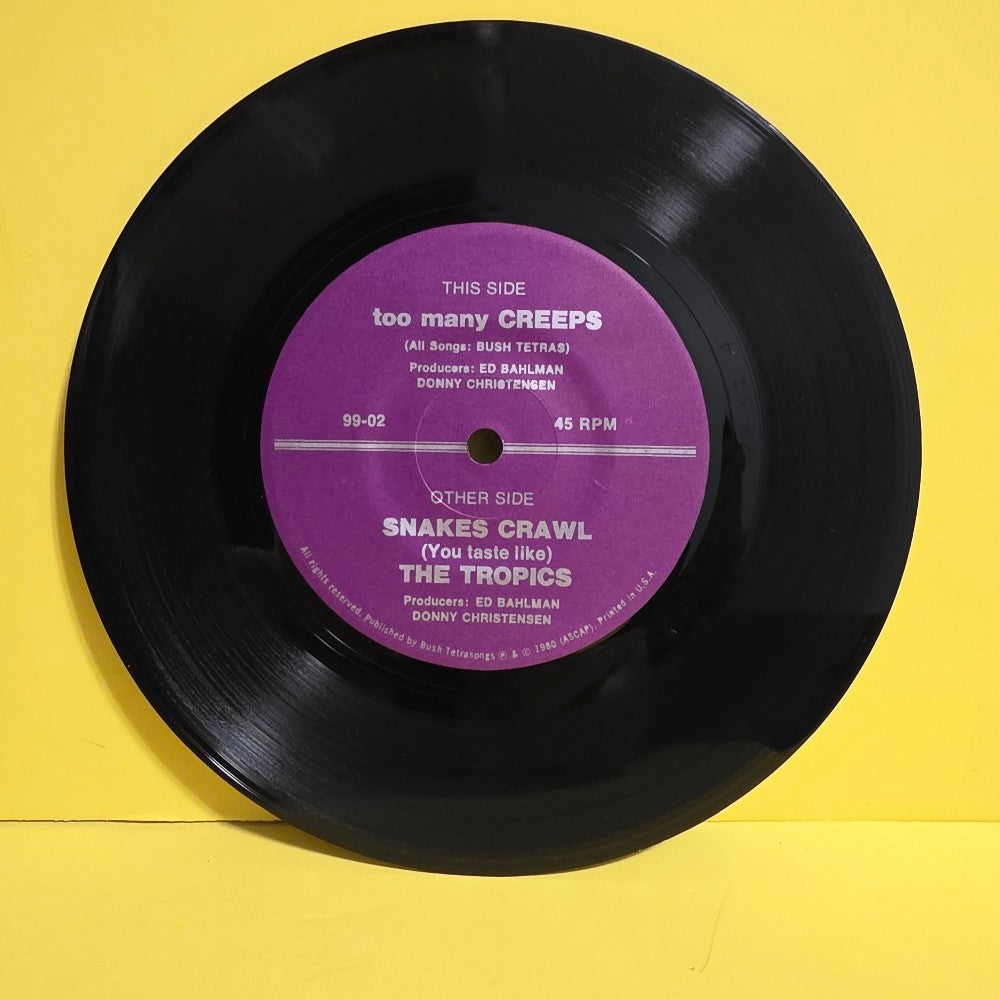 THIS SIDE
too many CREEPS
(All Songs: BUSH TETRAS)
Producers: ED BAHLMAN
DONNY CHRISTENSEN
99-02
45 RPM
OTHER SIDE
SNAKES CRAWL
(You taste like)
THE TROPICS
Producers: ED BAHLMAN
DONNY CHRISTENSEN
All rights reserved. Published by Bush Tetrasongs ℗ & © 1980 (ASCAP). Printed in U.S.A.